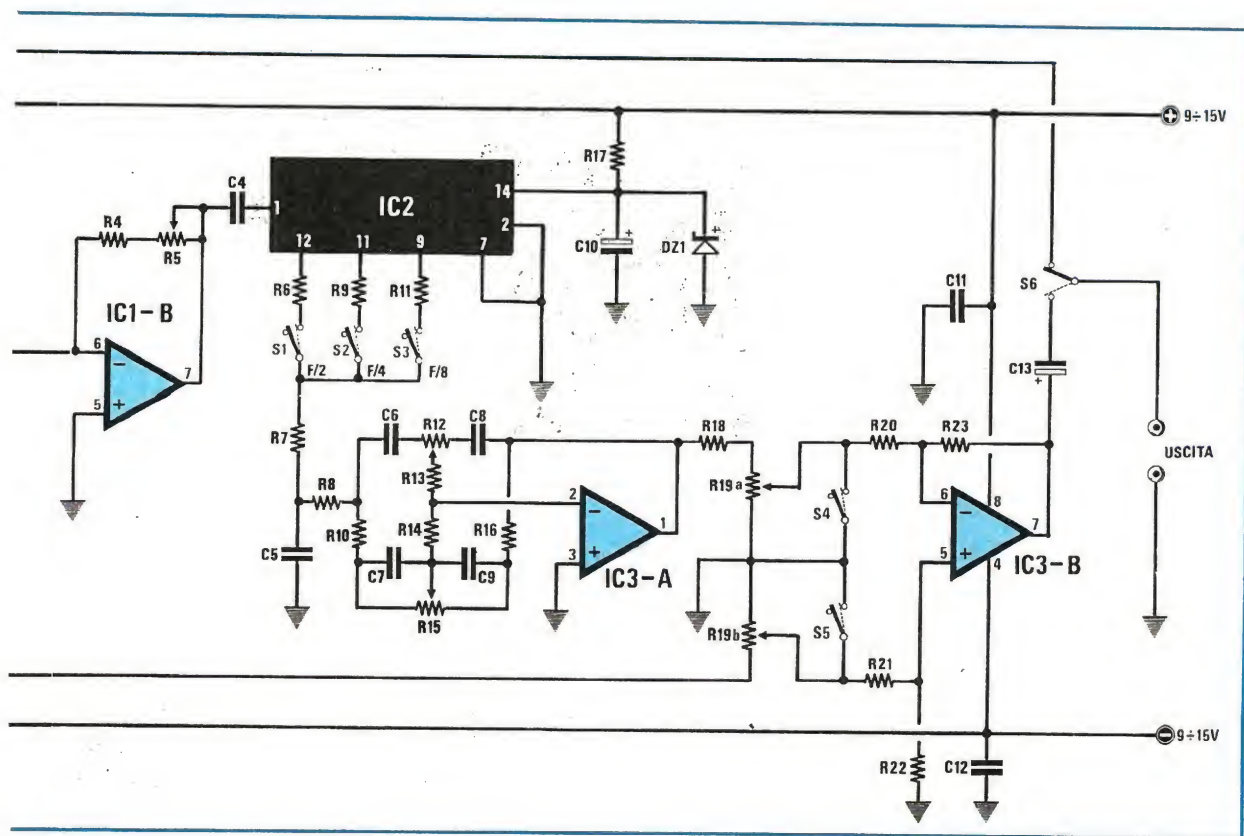 9÷15V
R17
C4
1
IC2
14
2
7
12
11
9
R4
R5
C10
+
DZ1
+
S6
C11
R6
R9
R11
IC1-B
6
−
7
5
+
S1
F/2
S2
F/4
S3
F/8
C13
+
R7
C6
R12
C8
R18
R20
R23
USCITA
R13
R19a
S4
R8
2
−
1
6
−
8
7
R10
R14
R16
3
+
5
+
4
C5
C7
C9
IC3-A
IC3-B
R15
R19b
S5
R21
9÷15V
R22
C12